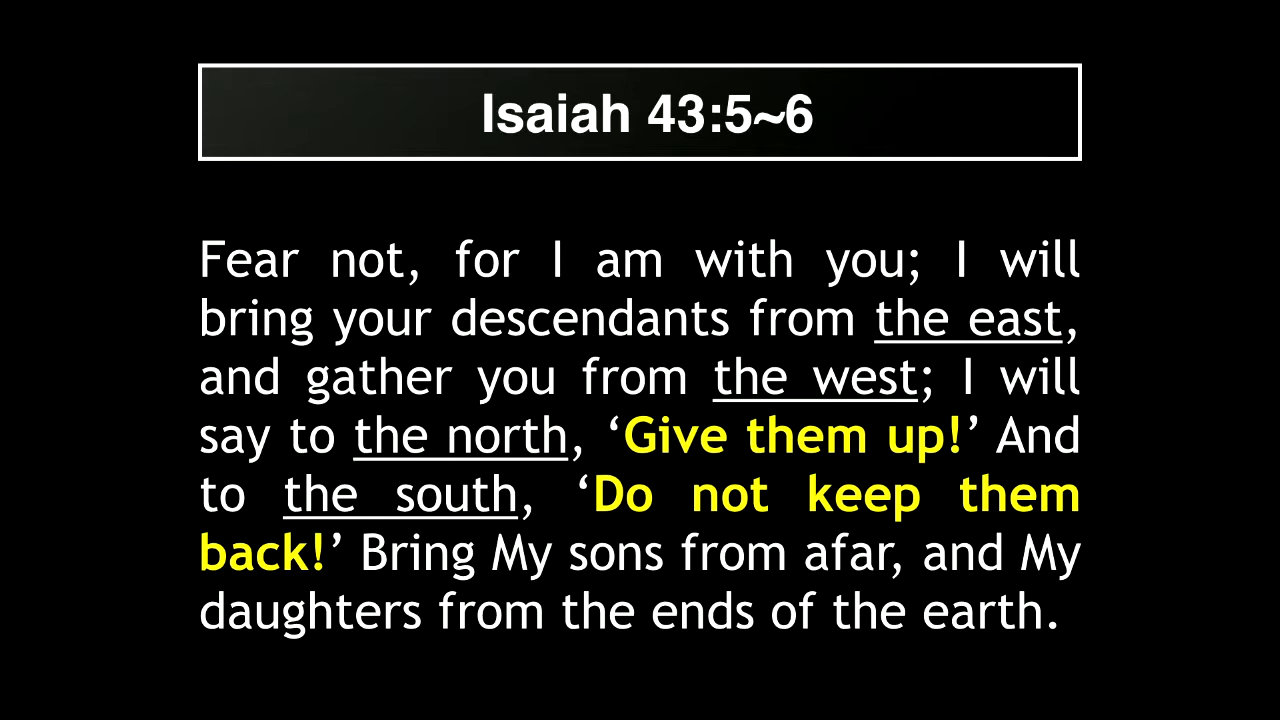 Isaiah 43:5~6
Fear not, for I am with you; I will
bring your descendants from the east,
and gather you from the west; I will
say to the north, ‘Give them up!’ And
to the south, ‘Do not keep them
back!’ Bring My sons from afar, and My
daughters from the ends of the earth.